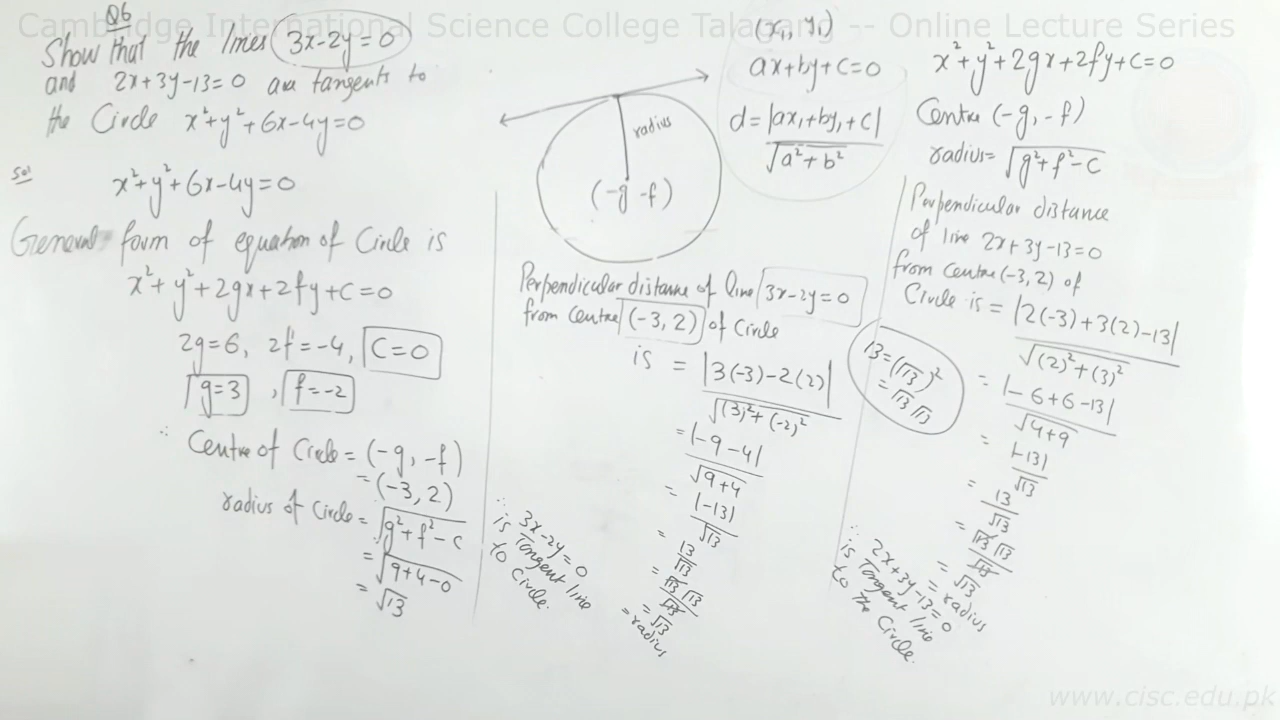 Cambridge International Science College Talagang -- Online Lecture Series
Q6
Show that the lines 3x-2y=0
and 2x+3y-13=0 are tangents to
the Circle x²+y²+6x-4y=0
Sol
x²+y²+6x-4y=0
General form of equation of Circle is
x²+y²+2gx+2fy+c=0
2g=6, 2f=-4, C=0
g=3, f=-2
∴ Centre of Circle = (-g, -f)
= (-3, 2)
radius of Circle = √g²+f²-c
= √9+4-0
= √13
radius
(-g -f)
Perpendicular distance of line 3x-2y=0
from Centre (-3, 2) of Circle
is = |3(-3)-2(2)|
√(3)²+(-2)²
= |-9-4|
√9+4
= |-13|
√13
= 13
√13
= √13 √13
√13
= √13
= radius
∴ 3x-2y=0
is Tangent line
to Circle.
(x₁, y₁)
ax+by+c=0
d= |ax₁+by₁+c|
√a²+b²
x²+y²+2gx+2fy+c=0
Centre (-g, -f)
radius= √g²+f²-c
Perpendicular distance
of line 2x+3y-13=0
from Centre (-3, 2) of
Circle is = |2(-3)+3(2)-13|
√(2)²+(3)²
= |-6+6-13|
√4+9
= |-13|
√13
= 13
√13
= √13 √13
√13
= √13
= radius
13=(√13)²
= √13 √13
∴ 2x+3y-13=0
is Tangent line
to the Circle.
www.cisc.edu.pk